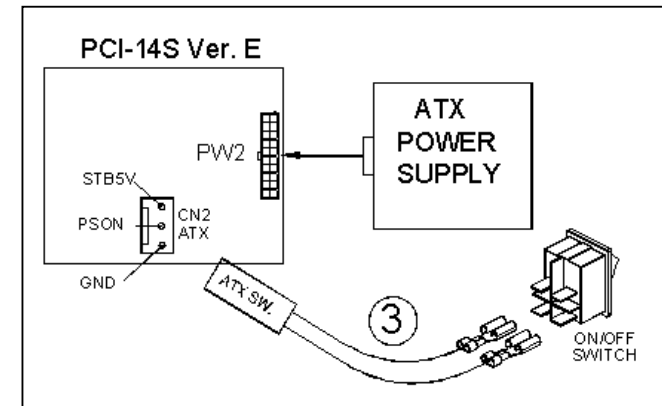 PCI-14S Ver. E
ATX
POWER
SUPPLY
PW2
STB5V
PSON
CN2
ATX
GND
ATX SW.
3
ON/OFF
SWITCH